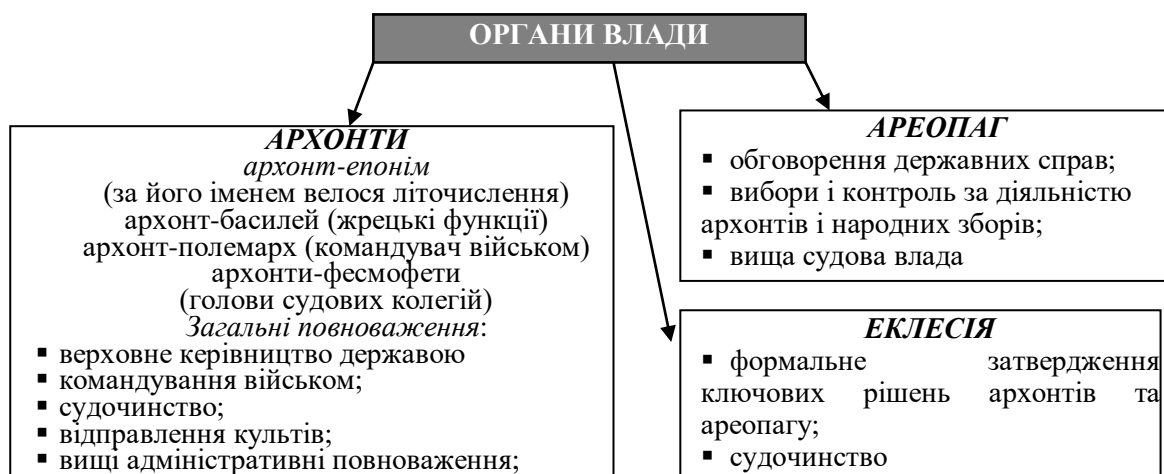 ОРГАНИ ВЛАДИ
АРХОНТИ
архонт-епонім
(за його іменем велося літочислення)
архонт-басилей (жрецькі функції)
архонт-полемарх (командувач військом)
архонти-фесмофети
(голови судових колегій)
Загальні повноваження:
▪ верховне керівництво державою
▪ командування військом;
▪ судочинство;
▪ відправлення культів;
▪ вищі адміністративні повноваження;
АРЕОПАГ
▪ обговорення державних справ;
▪ вибори і контроль за діяльністю
архонтів і народних зборів;
▪ вища судова влада
ЕКЛЕСІЯ
▪ формальне затвердження
ключових рішень архонтів та
ареопагу;
▪ судочинство